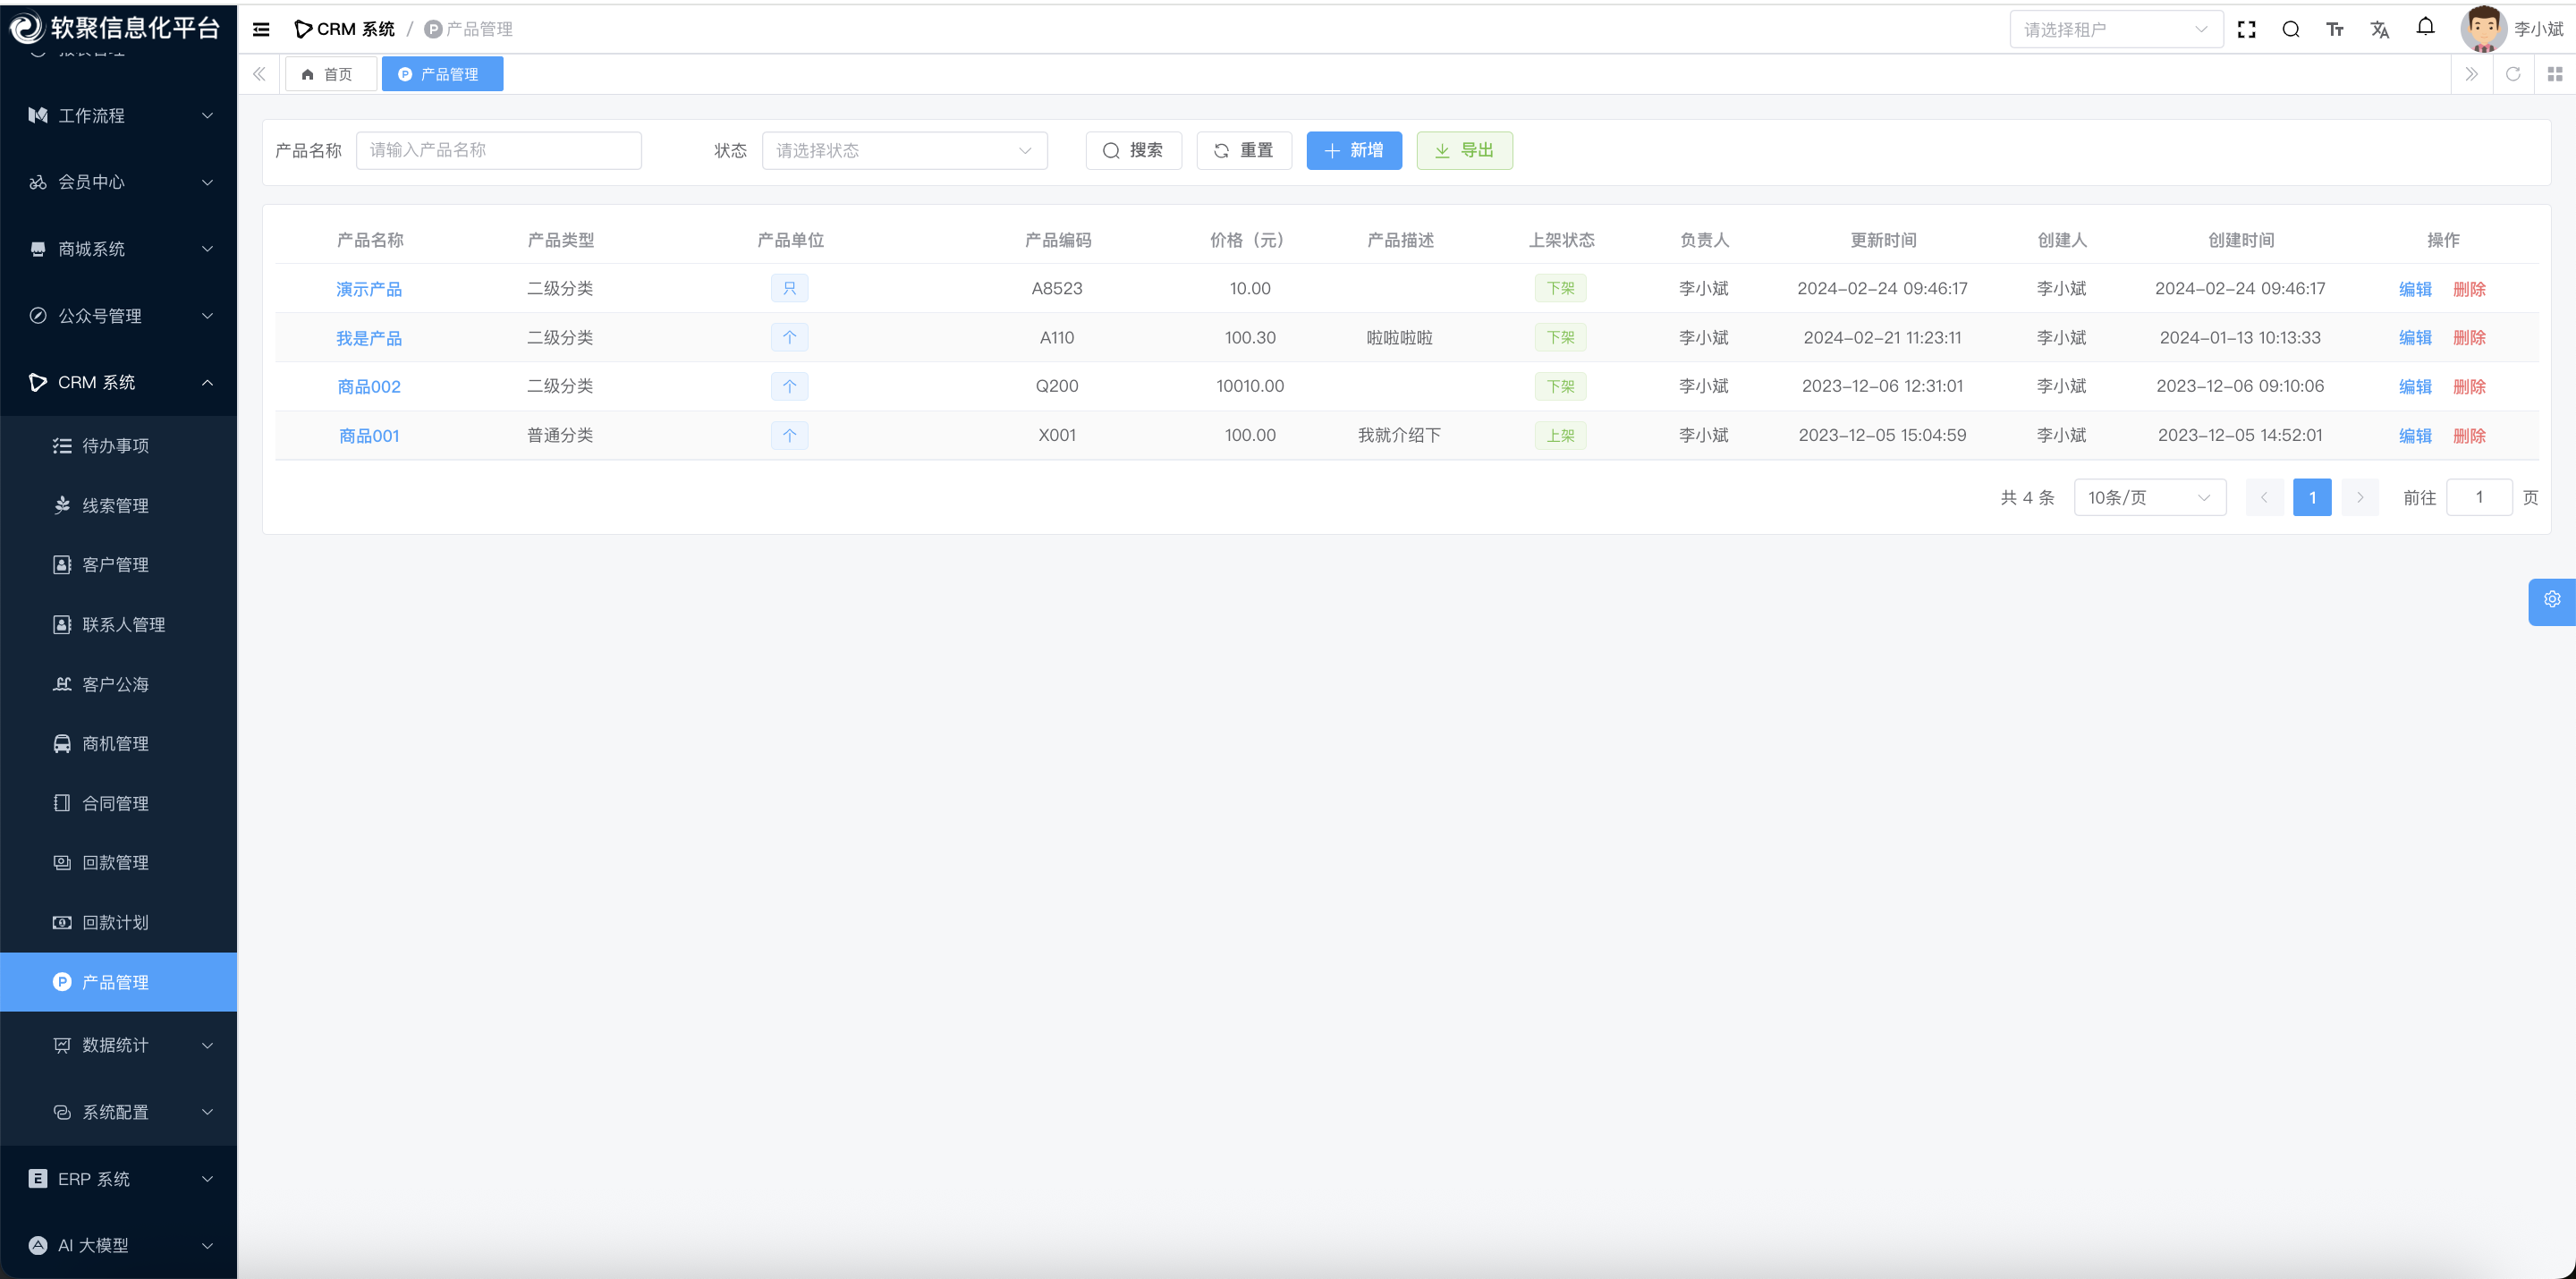 软聚信息化平台
CRM 系统 / 产品管理
请选择租户
李小斌
首页
产品管理
工作流程
会员中心
商城系统
公众号管理
CRM 系统
待办事项
线索管理
客户管理
联系人管理
客户公海
商机管理
合同管理
回款管理
回款计划
产品管理
数据统计
系统配置
ERP 系统
AI 大模型
产品名称 请输入产品名称 状态 请选择状态 搜索 重置 新增 导出
产品名称 产品类型 产品单位 产品编码 价格（元） 产品描述 上架状态 负责人 更新时间 创建人 创建时间 操作
演示产品 二级分类 只 A8523 10.00 下架 李小斌 2024-02-24 09:46:17 李小斌 2024-02-24 09:46:17 编辑 删除
我是产品 二级分类 个 A110 100.30 啦啦啦啦 下架 李小斌 2024-02-21 11:23:11 李小斌 2024-01-13 10:13:33 编辑 删除
商品002 二级分类 个 Q200 10010.00 下架 李小斌 2023-12-06 12:31:01 李小斌 2023-12-06 09:10:06 编辑 删除
商品001 普通分类 个 X001 100.00 我就介绍下 上架 李小斌 2023-12-05 15:04:59 李小斌 2023-12-05 14:52:01 编辑 删除
共 4 条 10条/页 1 前往 1 页